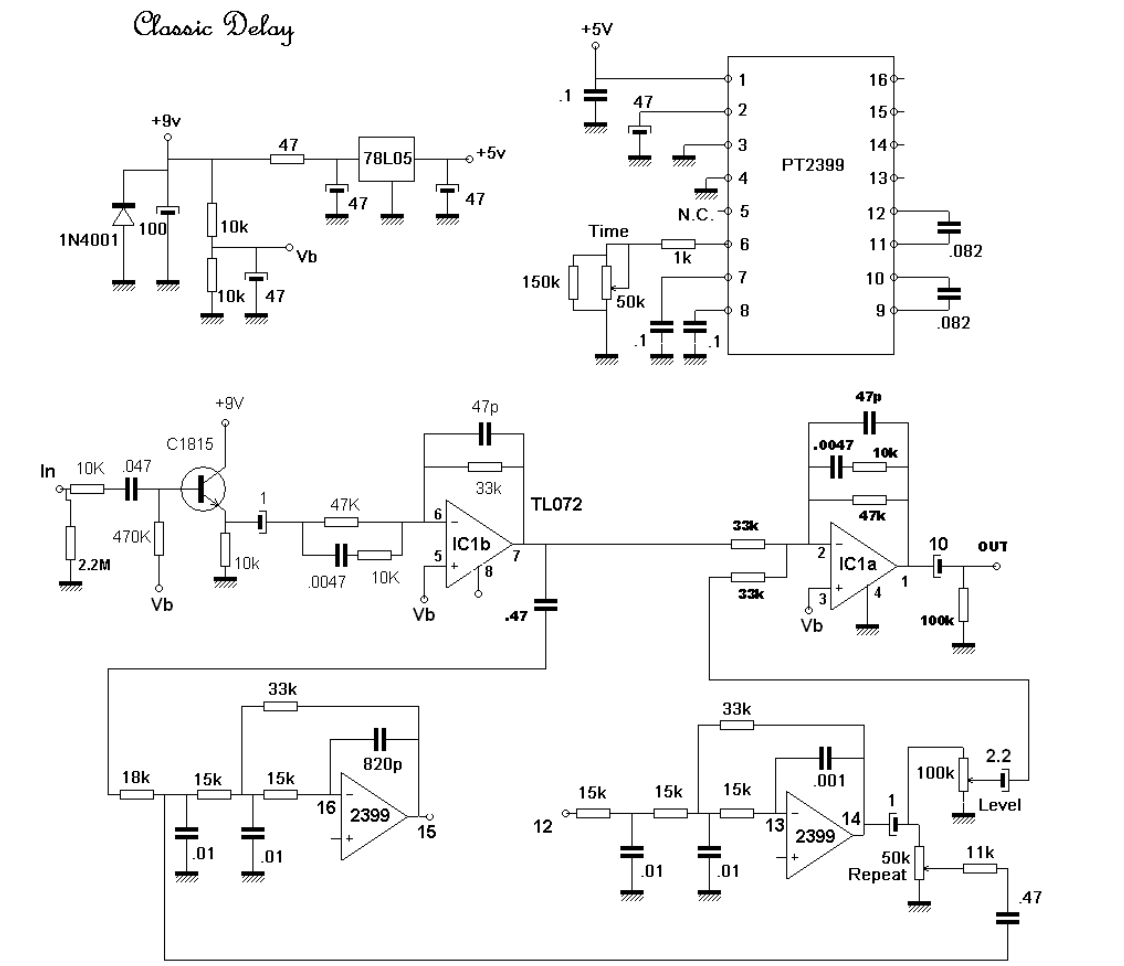 Classic Delay
+9v
47
78L05
+5v
1N4001
100
10k
47
47
Vb
10k
47
+5V
.1
47
1
2
3
4
N.C.
5
6
7
8
PT2399
16
15
14
13
12
11
10
9
.082
.082
Time
150k
50k
1k
.1
.1
+9V
C1815
In
10K
.047
2.2M
470K
Vb
10k
1
47K
.0047
10K
47p
33k
6
5
IC1b
7
8
Vb
TL072
.47
33k
33k
47p
.0047
10k
47k
2
3
IC1a
1
4
Vb
10
OUT
100k
18k
15k
15k
33k
820p
16
2399
15
.01
.01
12
15k
15k
15k
33k
.001
13
2399
14
.01
.01
1
50k
Repeat
11k
.47
100k
2.2
Level